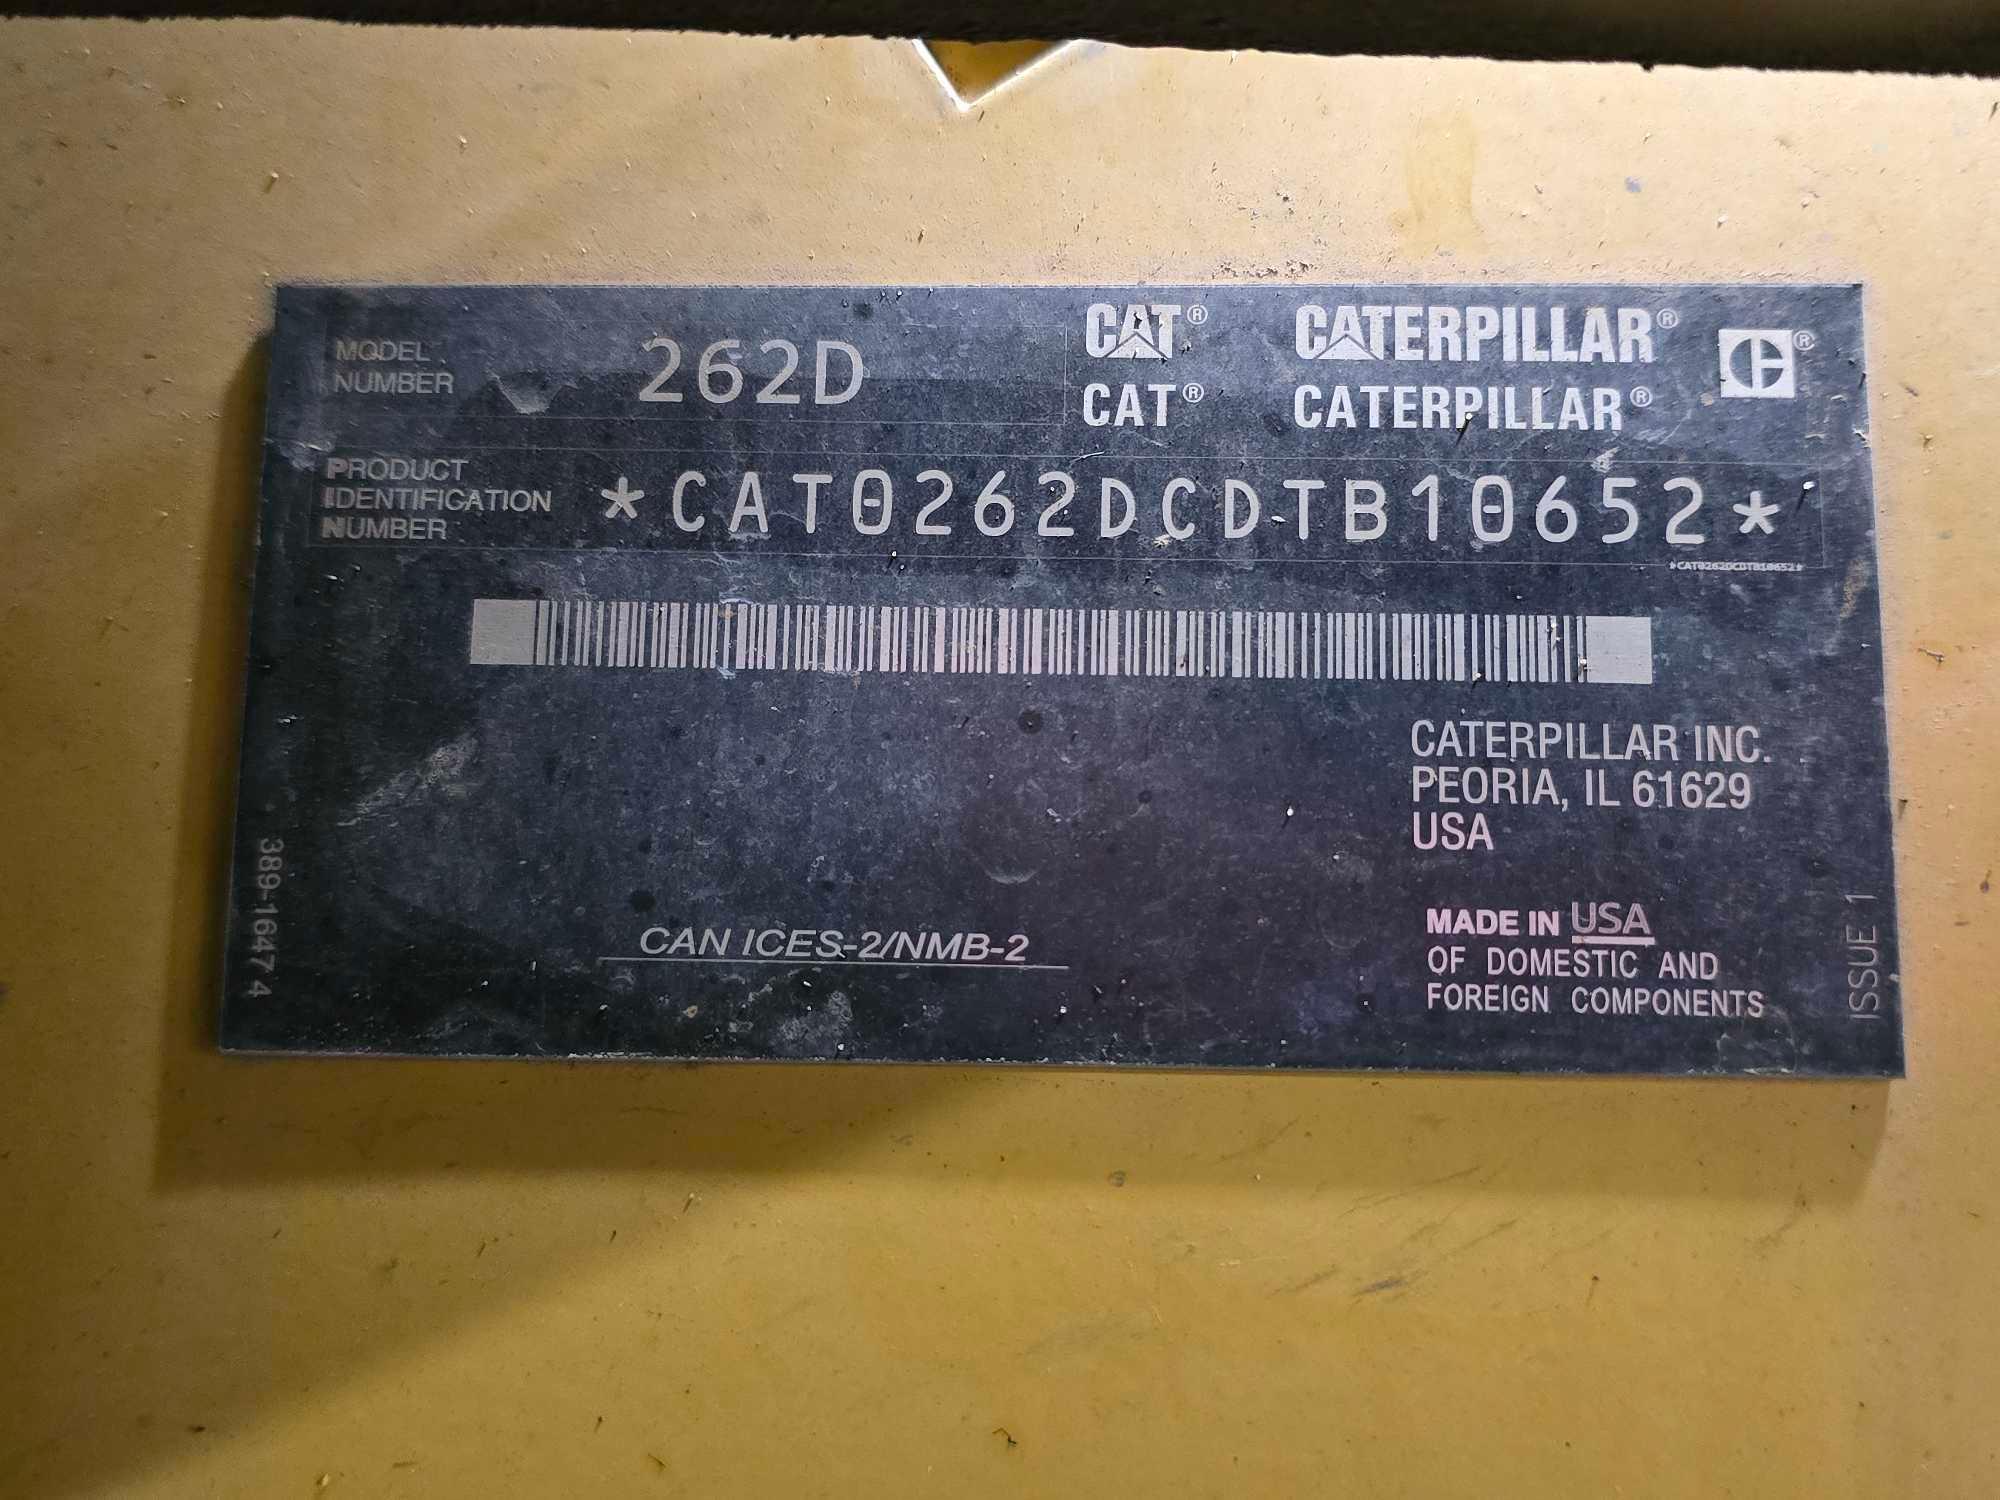 MODEL
NUMBER
262D
CAT® CATERPILLAR® ®
CAT® CATERPILLAR®
PRODUCT
IDENTIFICATION
NUMBER
*CAT0262DCDTB10652*
*CAT0262DCDTB10652*
CATERPILLAR INC.
PEORIA, IL 61629
USA
MADE IN USA
OF DOMESTIC AND
FOREIGN COMPONENTS
CAN ICES-2/NMB-2
389-1647 4
ISSUE 1